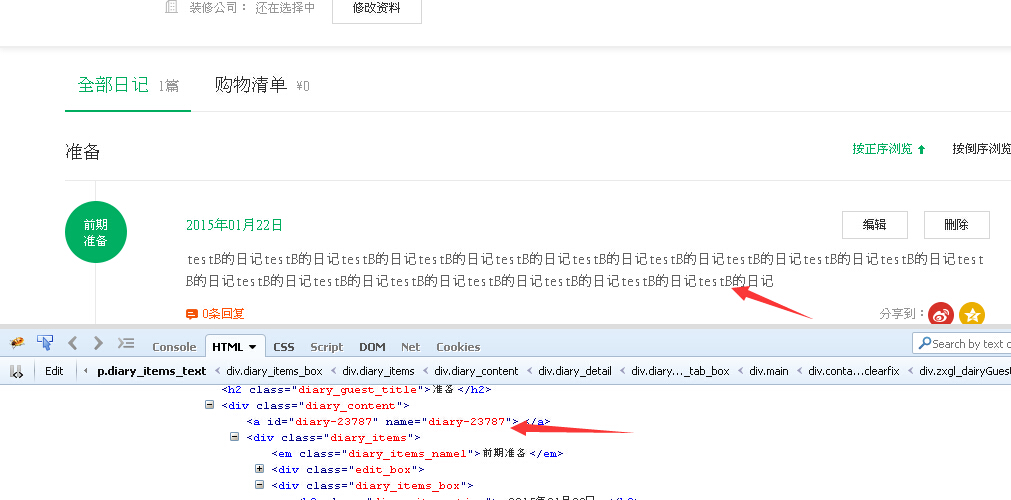 装修公司： 还在选择中 修改资料
全部日记 1篇 购物清单 ¥0
准备 按正序浏览 按倒序浏览
前期
准备
2015年01月22日 编辑 删除
testB的日记testB的日记testB的日记testB的日记testB的日记testB的日记testB的日记testB的日记testB的日记testB的日记test
B的日记testB的日记testB的日记testB的日记testB的日记testB的日记testB的日记testB的日记
0条回复 分享到：
Console HTML CSS Script DOM Net Cookies Search by text o
Edit p.diary_items_text < div.diary_items_box < div.diary_items < div.diary_content < div.diary_detail < div.diary..._tab_box < div.main < div.conta...clearfix < div.zxgl_dairyGues
<h2 class="diary_guest_title">准备</h2>
<div class="diary_content">
<a id="diary-23787" name="diary-23787"></a>
<div class="diary_items">
<em class="diary_items_name1">前期准备</em>
<div class="edit_box">
<div class="diary_items_box">